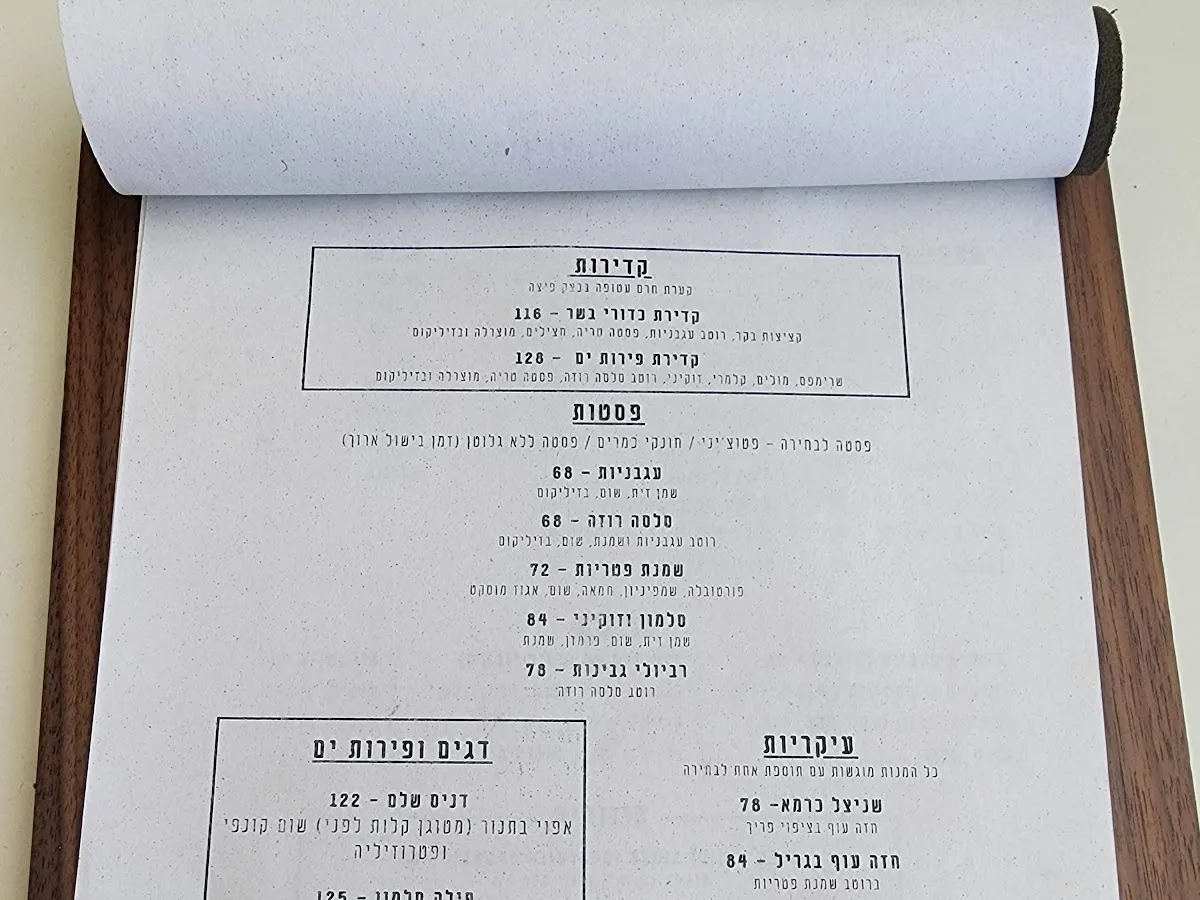 קדירות
קערת חרס עטופה בבצק פיצה
קדירת כדורי בשר - 116
קציצות בקר, רוטב עגבניות, פסטה טריה, חצילים, מוצרלה ובזיליקום
קדירת פירות ים - 128
שרימפס, מולים, קלמרי, זוקיני, רוטב סלסה רוזה, פסטה טריה, מוצרלה ובזיליקום
פסטות
פסטה לבחירה - פטוצ'יני / חונקי כמרים / פסטה ללא גלוטן (זמן בישול ארוך)
עגבניות - 68
שמן זית, שום, בזיליקום
סלסה רוזה - 68
רוטב עגבניות ושמנת, שום, בזיליקום
שמנת פטריות - 72
פורטובלה, שמפיניון, חמאה, שום, אגוז מוסקט
סלמון וזוקיני - 84
שמן זית, שום, פרמזן, שמנת
רביולי גבינות - 78
רוטב סלסה רוזה
עיקריות
כל המנות מוגשות עם תוספת אחת לבחירה
שניצל כרמא- 78
חזה עוף בציפוי פריך
חזה עוף בגריל - 84
ברוטב שמנת פטריות
דגים ופירות ים
דניס שלם - 122
אפוי בתנור (מטוגן קלות לפני) שום קונפי
ופטרוזיליה
פילה סלמון - 125